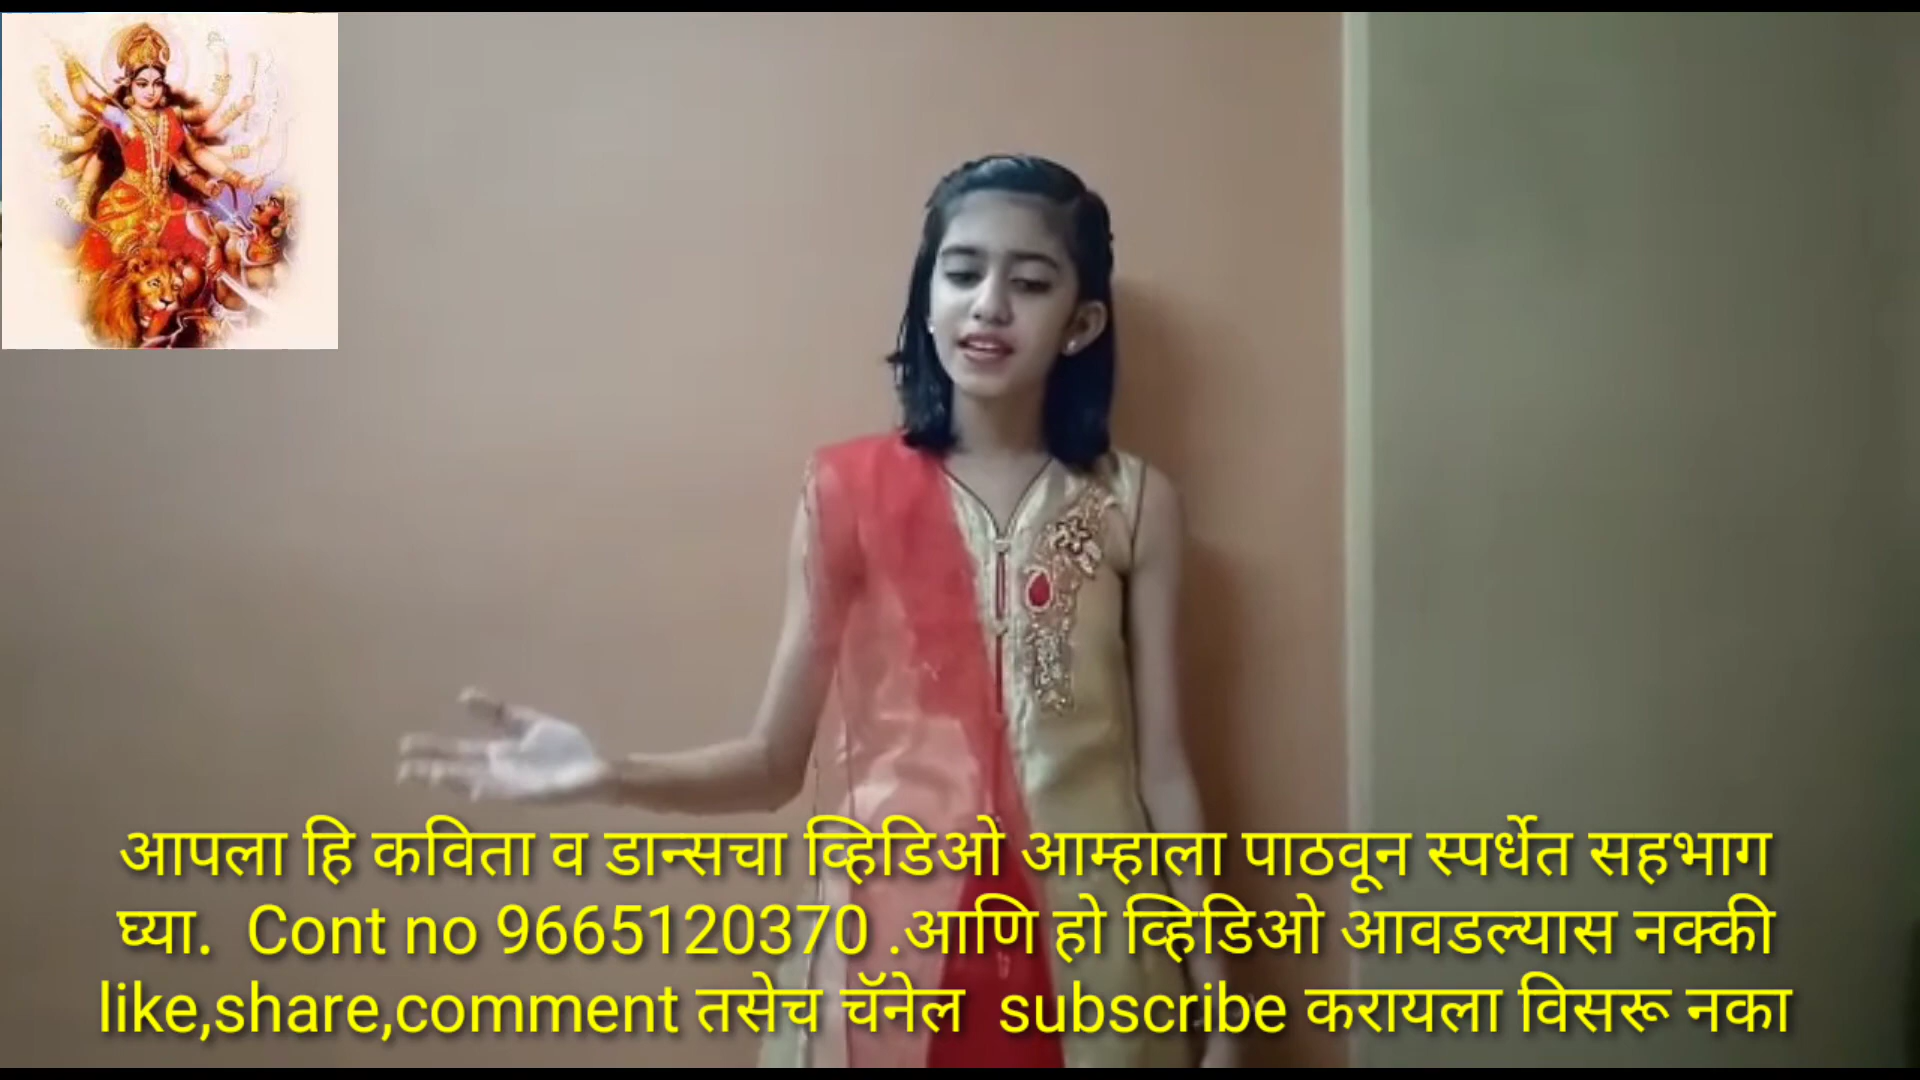 आपला हि कविता व डान्सचा व्हिडिओ आम्हाला पाठवून स्पर्धेत सहभाग
घ्या.  Cont no 9665120370 .आणि हो व्हिडिओ आवडल्यास नक्की
like,share,comment तसेच चॅनेल  subscribe करायला विसरू नका